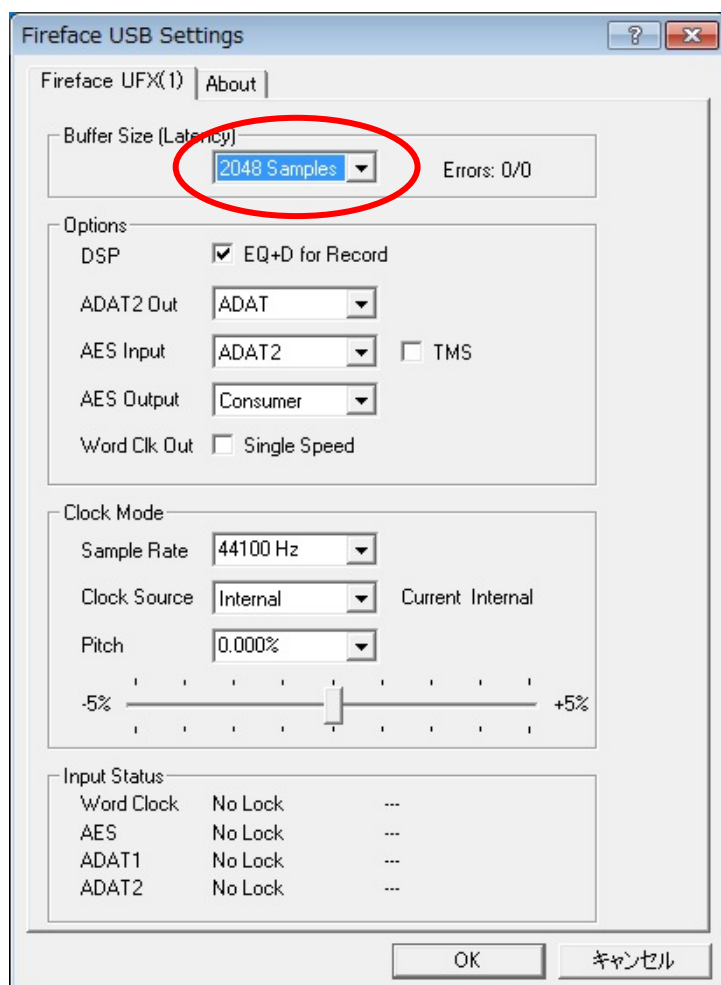 Fireface USB Settings
Fireface UFX(1) About
Buffer Size (Latency)
2048 Samples Errors: 0/0
Options
DSP EQ+D for Record
ADAT2 Out ADAT
AES Input ADAT2 TMS
AES Output Consumer
Word Clk Out Single Speed
Clock Mode
Sample Rate 44100 Hz
Clock Source Internal Current Internal
Pitch 0.000%
-5% +5%
Input Status
Word Clock No Lock ---
AES No Lock ---
ADAT1 No Lock ---
ADAT2 No Lock ---
OK キャンセル